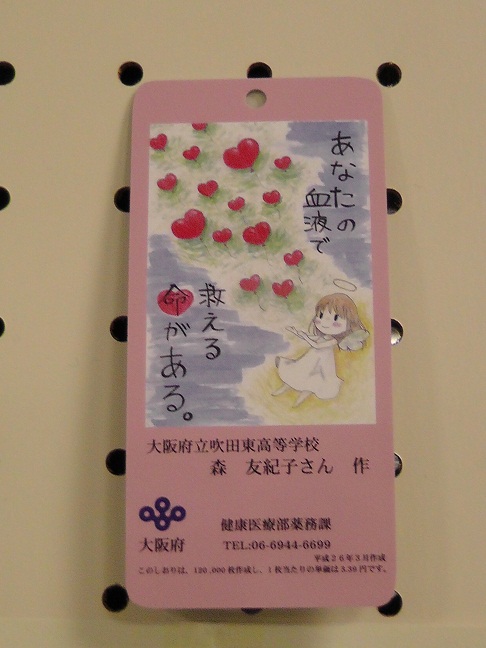 あなたの
血液で
救える
命がある。
大阪府立吹田東高等学校
森 友紀子さん 作
大阪府
健康医療部薬務課
TEL:06-6944-6699
平成26年3月作成
このしおりは、120,000枚作成し、1枚当たりの単価は3.36円です。